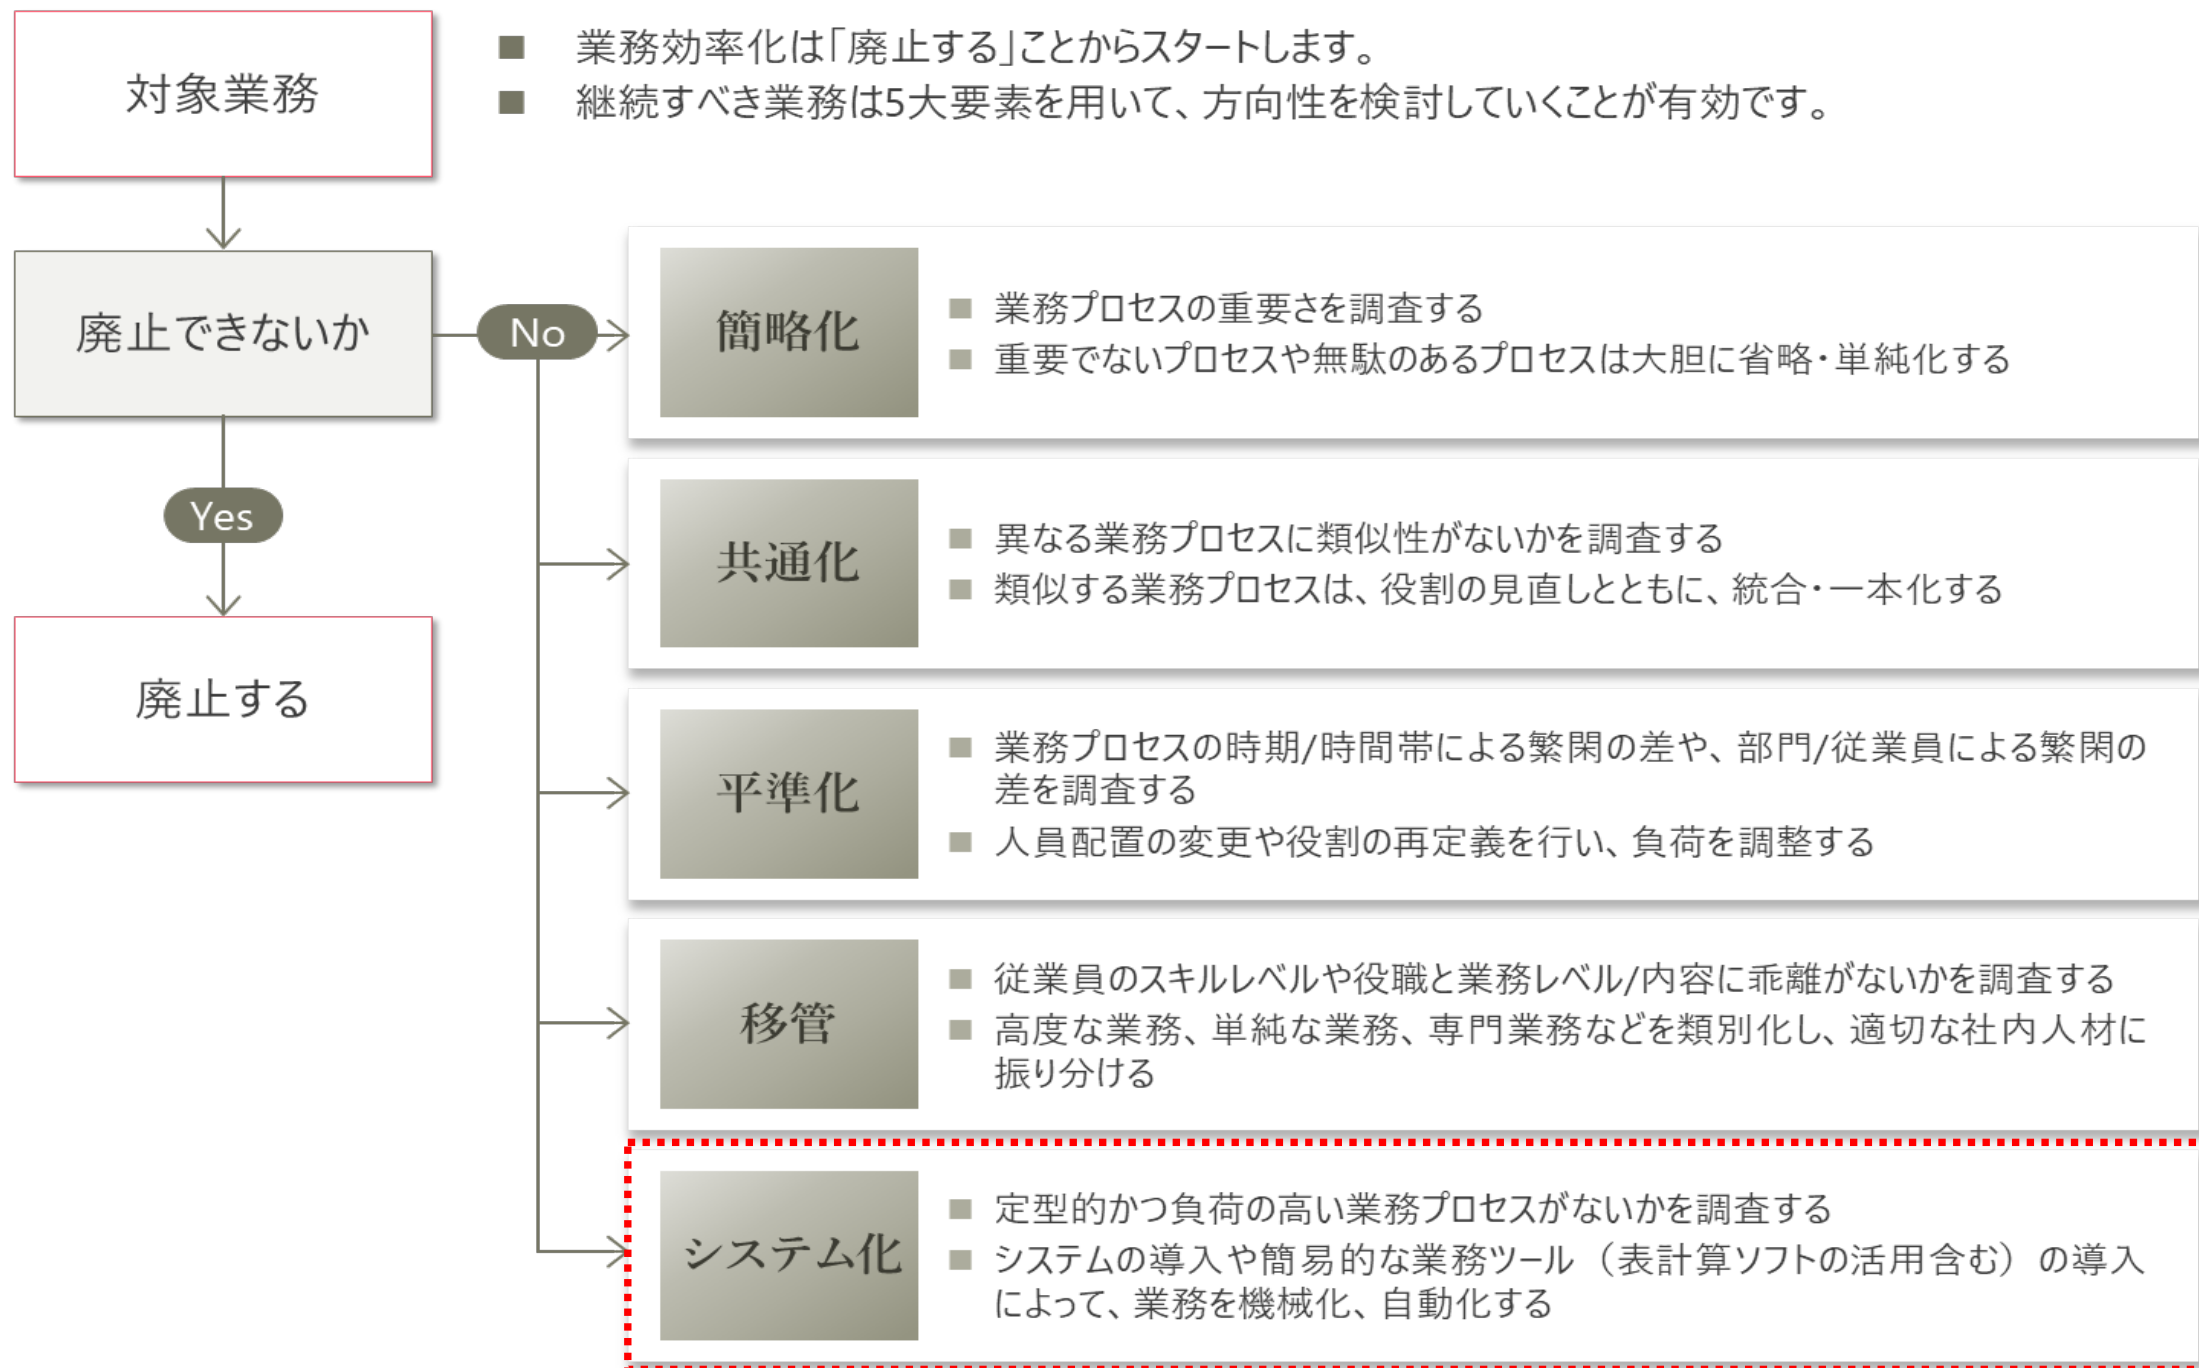 対象業務
業務効率化は「廃止する」ことからスタートします。
継続すべき業務は5大要素を用いて、方向性を検討していくことが有効です。
廃止できないか
No
Yes
廃止する
簡略化
業務プロセスの重要さを調査する
重要でないプロセスや無駄のあるプロセスは大胆に省略・単純化する
共通化
異なる業務プロセスに類似性がないかを調査する
類似する業務プロセスは、役割の見直しとともに、統合・一本化する
平準化
業務プロセスの時期/時間帯による繁閑の差や、部門/従業員による繁閑の
差を調査する
人員配置の変更や役割の再定義を行い、負荷を調整する
移管
従業員のスキルレベルや役職と業務レベル/内容に乖離がないかを調査する
高度な業務、単純な業務、専門業務などを類別化し、適切な社内人材に
振り分ける
システム化
定型的かつ負荷の高い業務プロセスがないかを調査する
システムの導入や簡易的な業務ツール（表計算ソフトの活用含む）の導入
によって、業務を機械化、自動化する